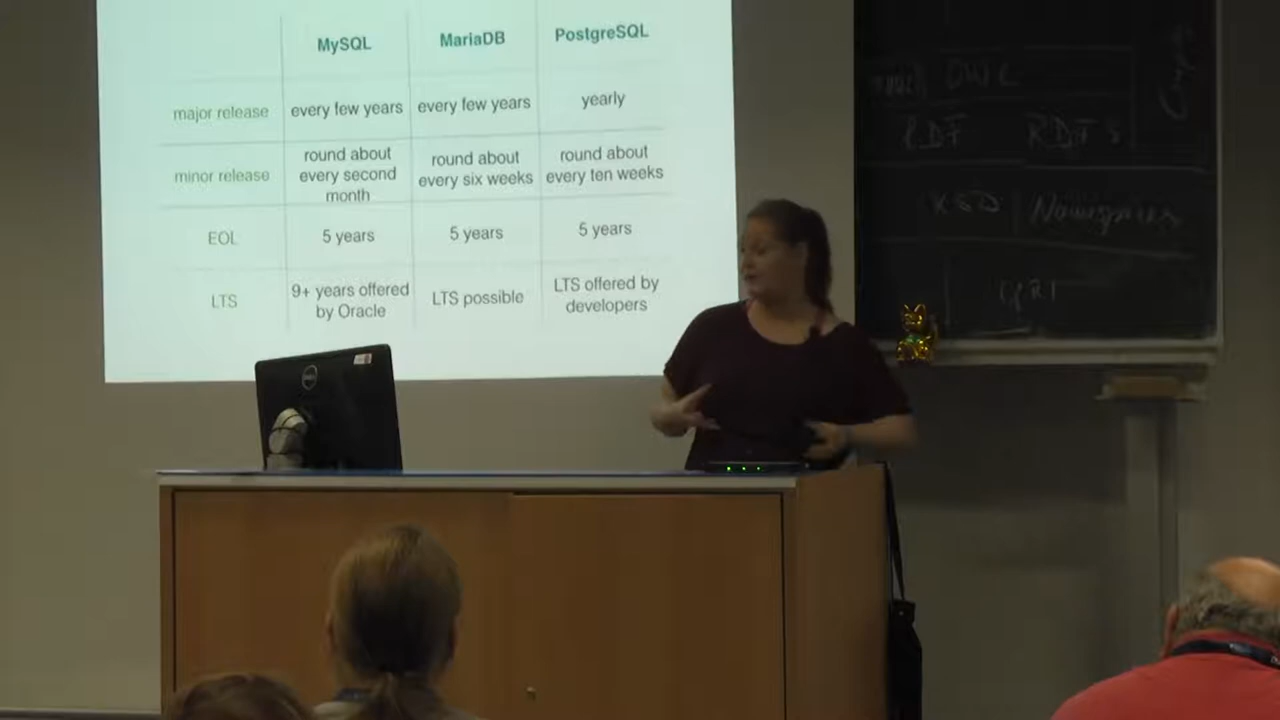 MySQL MariaDB PostgreSQL
major release every few years every few years yearly
minor release round about every second month round about every six weeks round about every ten weeks
EOL 5 years 5 years 5 years
LTS 9+ years offered by Oracle LTS possible LTS offered by developers
DELL
OWL
RDF RDFS
XSD Namespaces